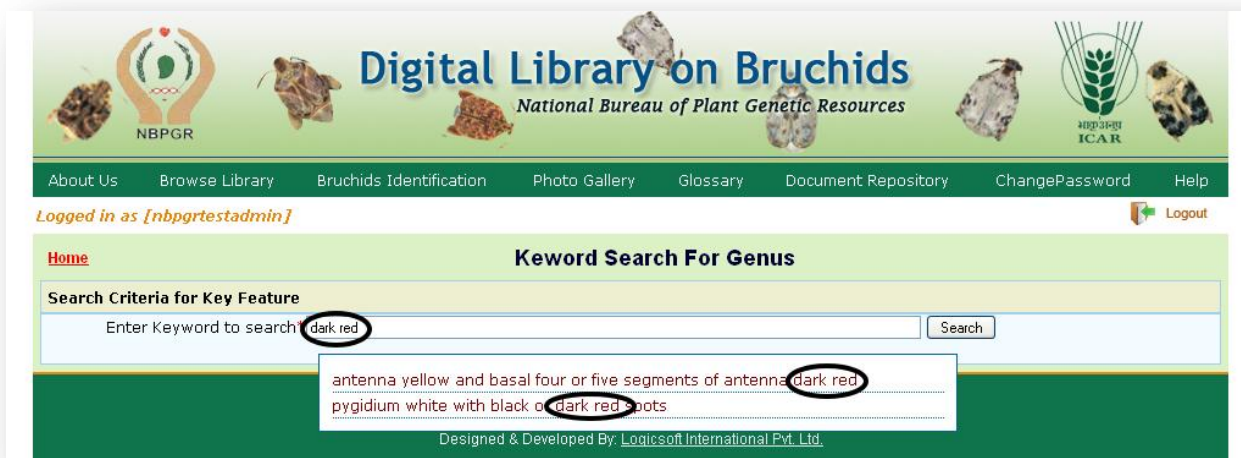 Digital Library on Bruchids
National Bureau of Plant Genetic Resources
NBPGR
भाकृअनुप
ICAR
About Us Browse Library Bruchids Identification Photo Gallery Glossary Document Repository ChangePassword Help
Logged in as [nbpgrtestadmin] Logout
Home Keword Search For Genus
Search Criteria for Key Feature
Enter Keyword to search* dark red Search
antenna yellow and basal four or five segments of antenna dark red
pygidium white with black or dark red spots
Designed & Developed By: Logicsoft International Pvt. Ltd.